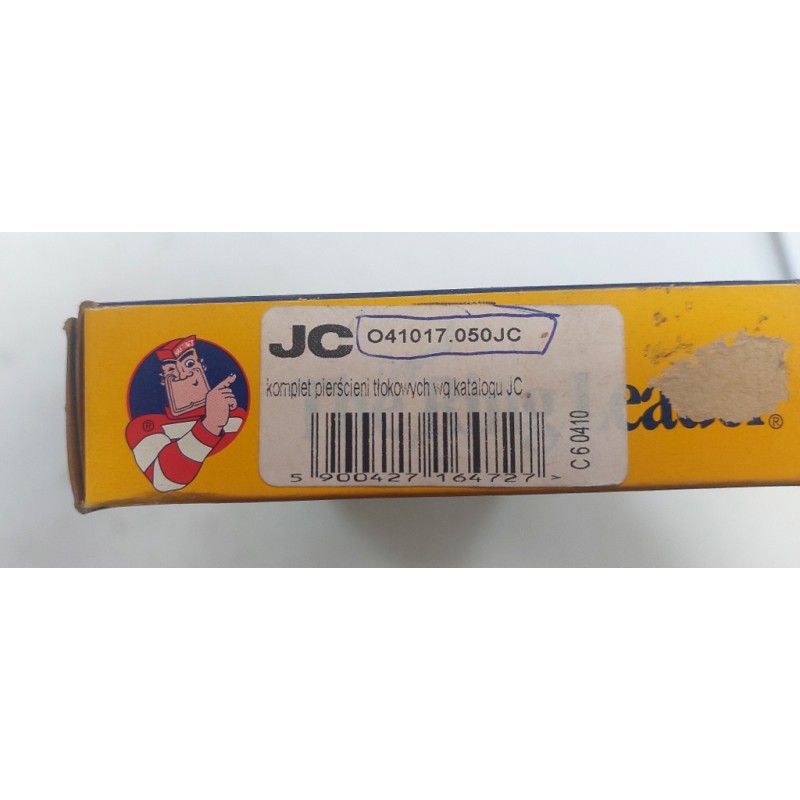 JC O41017.050JC
komplet pierścieni tłokowych wg katalogu JC
5 900427 164727 >
C 6 0410
®
®